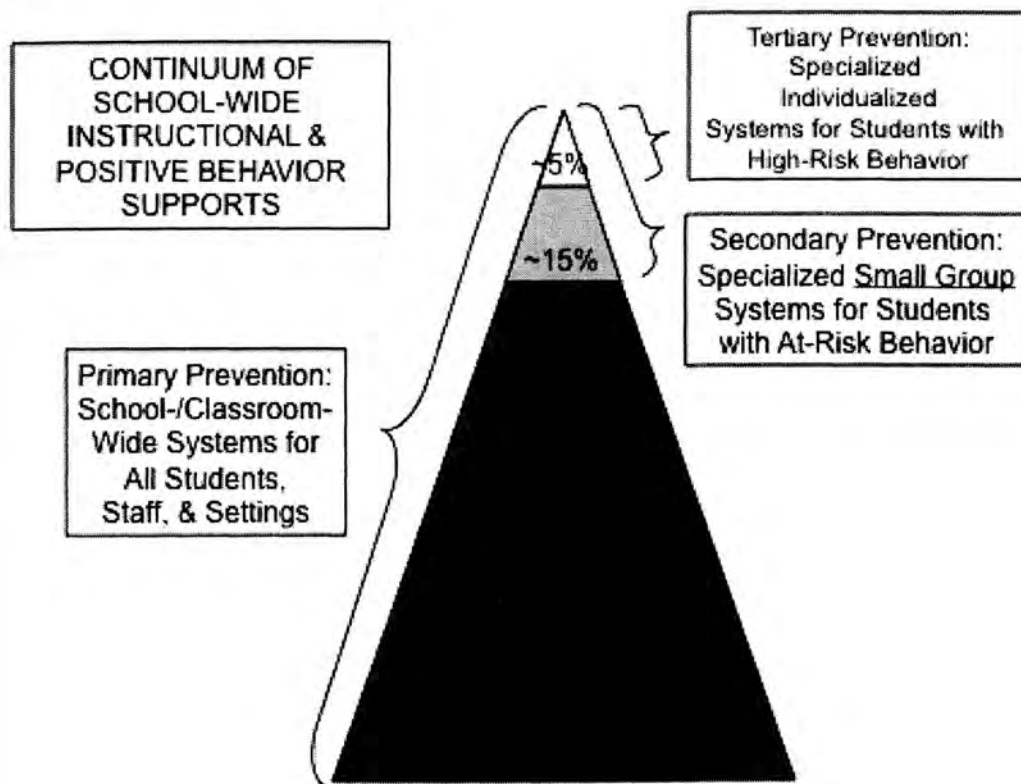 CONTINUUM OF
SCHOOL-WIDE
INSTRUCTIONAL &
POSITIVE BEHAVIOR
SUPPORTS
Tertiary Prevention:
Specialized
Individualized
Systems for Students with
High-Risk Behavior
~5%
~15%
Secondary Prevention:
Specialized Small Group
Systems for Students
with At-Risk Behavior
Primary Prevention:
School-/Classroom-
Wide Systems for
All Students,
Staff, & Settings